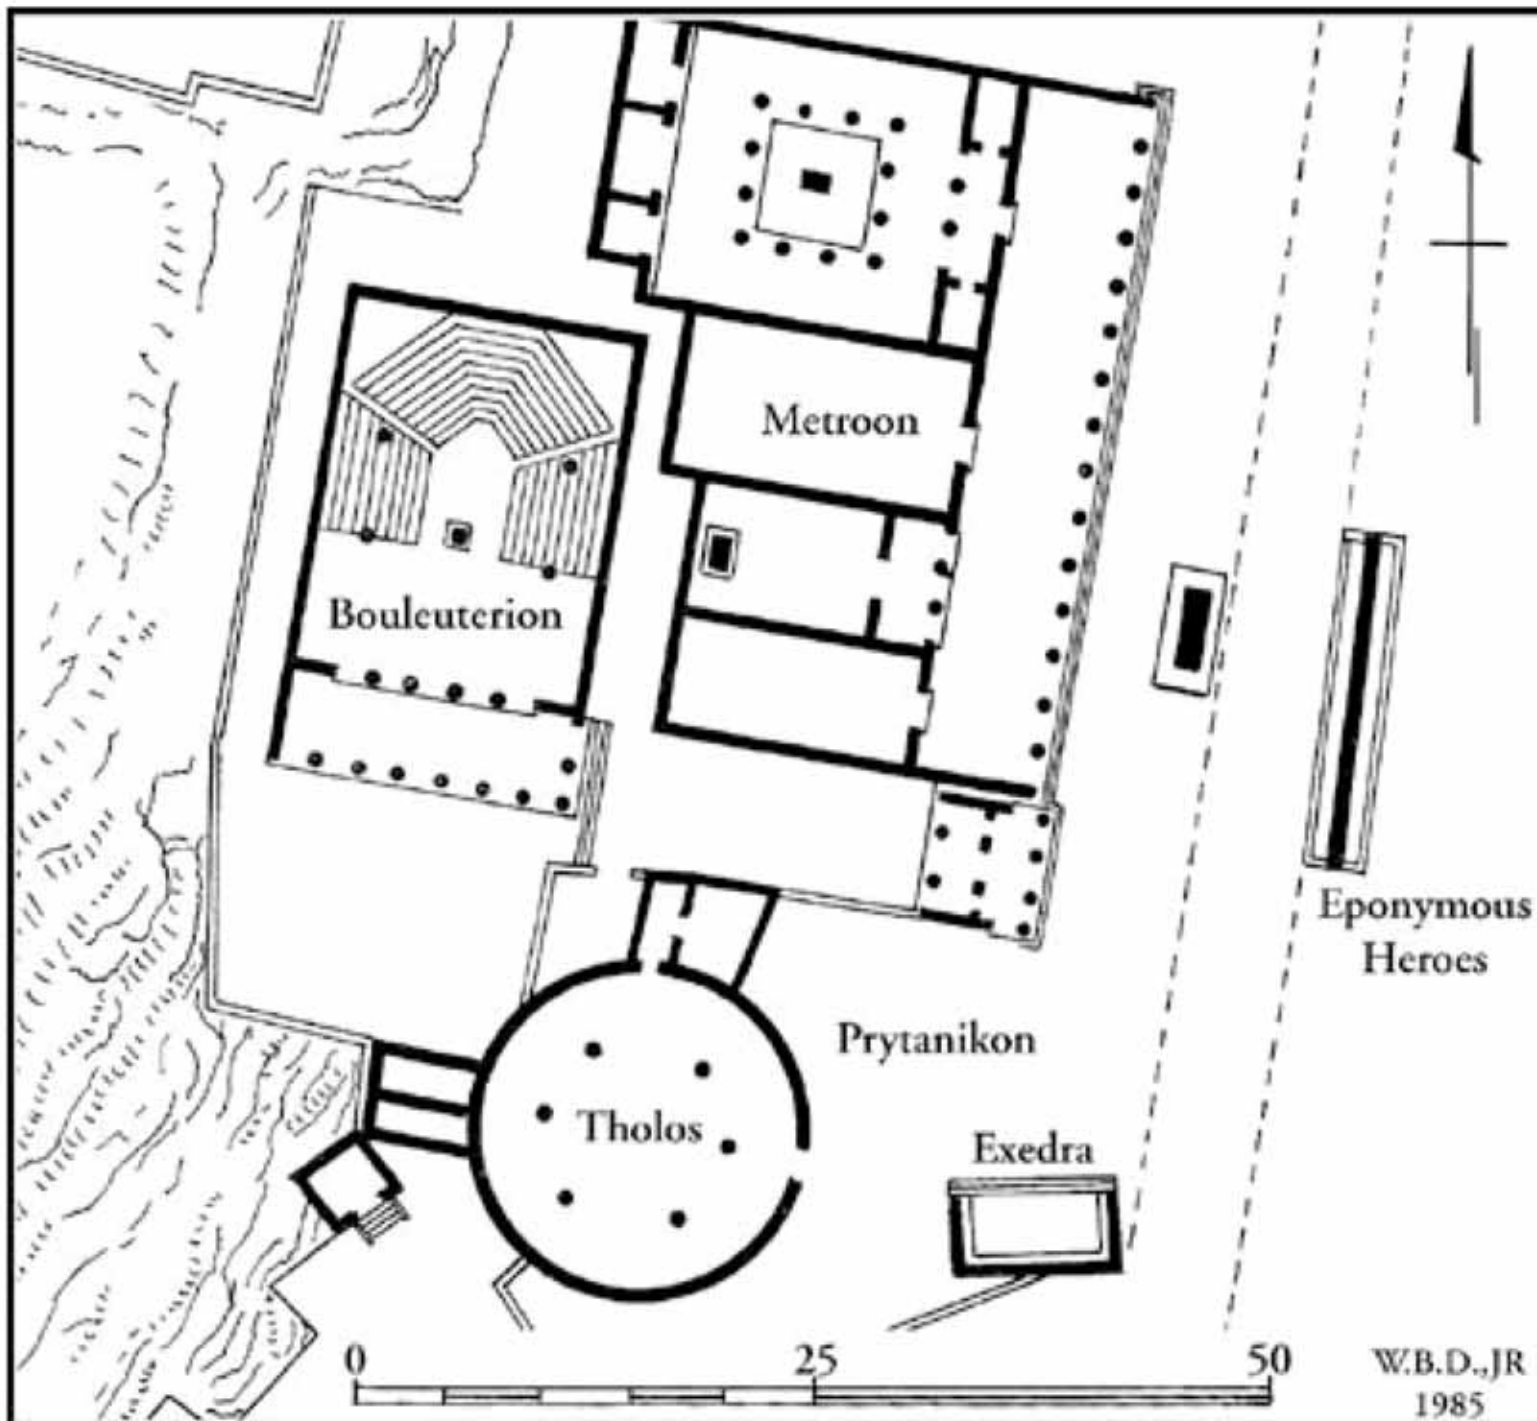 Metroon
Bouleuterion
Eponymous
Heroes
Prytanikon
Tholos
Exedra
0 25 50
W.B.D.,JR
1985